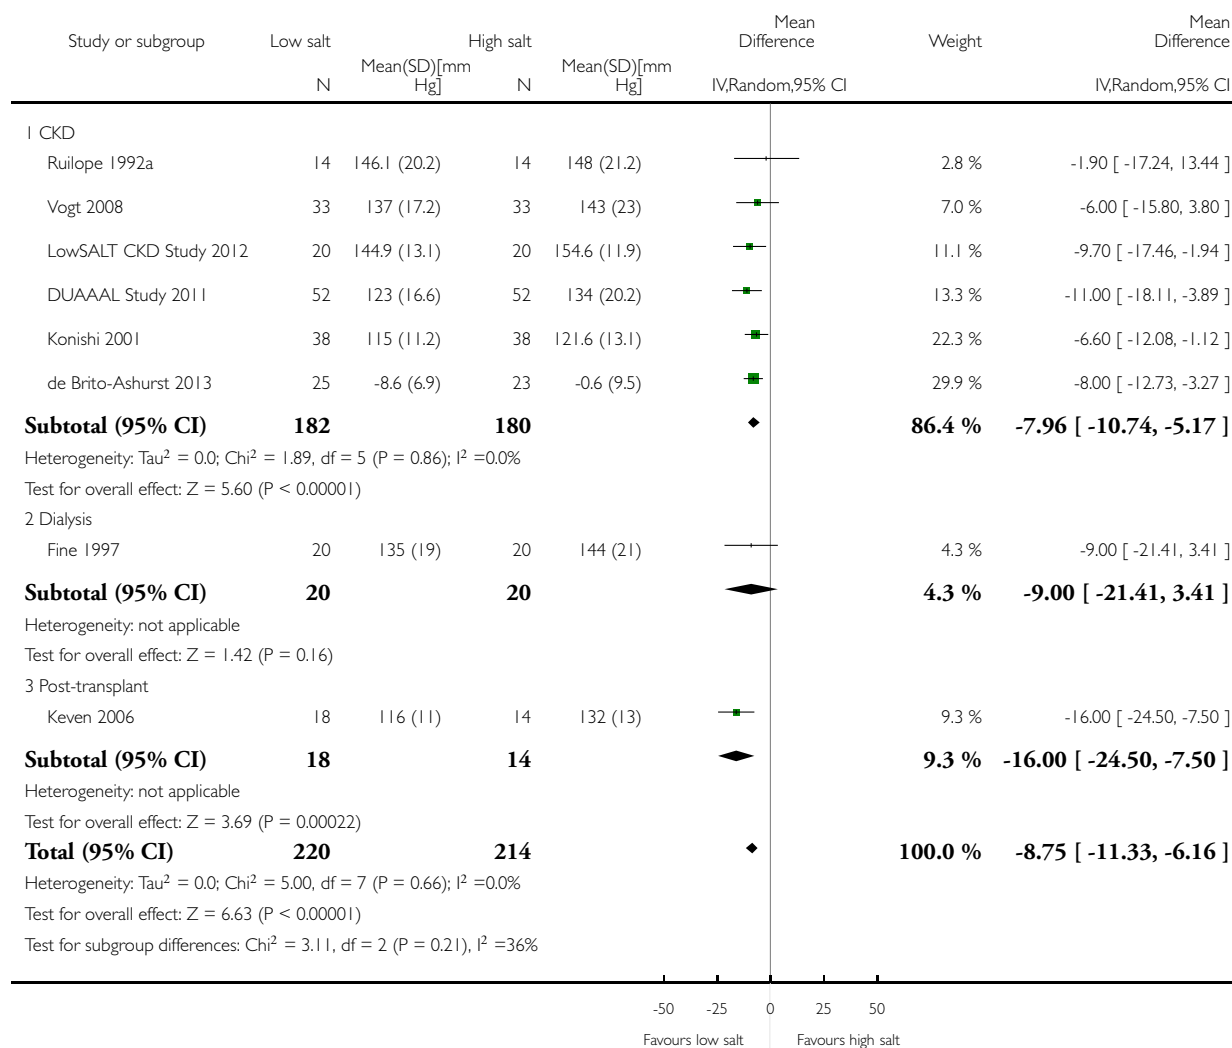 Study or subgroup Low salt High salt Mean Difference Weight Mean Difference
N Mean(SD)[mm Hg] N Mean(SD)[mm Hg] IV,Random,95% CI IV,Random,95% CI
1 CKD
Ruilope 1992a 14 146.1 (20.2) 14 148 (21.2) 2.8 % -1.90 [ -17.24, 13.44 ]
Vogt 2008 33 137 (17.2) 33 143 (23) 7.0 % -6.00 [ -15.80, 3.80 ]
LowSALT CKD Study 2012 20 144.9 (13.1) 20 154.6 (11.9) 11.1 % -9.70 [ -17.46, -1.94 ]
DUAAAL Study 2011 52 123 (16.6) 52 134 (20.2) 13.3 % -11.00 [ -18.11, -3.89 ]
Konishi 2001 38 115 (11.2) 38 121.6 (13.1) 22.3 % -6.60 [ -12.08, -1.12 ]
de Brito-Ashurst 2013 25 -8.6 (6.9) 23 -0.6 (9.5) 29.9 % -8.00 [ -12.73, -3.27 ]
Subtotal (95% CI) 182 180 86.4 % -7.96 [ -10.74, -5.17 ]
Heterogeneity: Tau² = 0.0; Chi² = 1.89, df = 5 (P = 0.86); I² =0.0%
Test for overall effect: Z = 5.60 (P < 0.00001)
2 Dialysis
Fine 1997 20 135 (19) 20 144 (21) 4.3 % -9.00 [ -21.41, 3.41 ]
Subtotal (95% CI) 20 20 4.3 % -9.00 [ -21.41, 3.41 ]
Heterogeneity: not applicable
Test for overall effect: Z = 1.42 (P = 0.16)
3 Post-transplant
Keven 2006 18 116 (11) 14 132 (13) 9.3 % -16.00 [ -24.50, -7.50 ]
Subtotal (95% CI) 18 14 9.3 % -16.00 [ -24.50, -7.50 ]
Heterogeneity: not applicable
Test for overall effect: Z = 3.69 (P = 0.00022)
Total (95% CI) 220 214 100.0 % -8.75 [ -11.33, -6.16 ]
Heterogeneity: Tau² = 0.0; Chi² = 5.00, df = 7 (P = 0.66); I² =0.0%
Test for overall effect: Z = 6.63 (P < 0.00001)
Test for subgroup differences: Chi² = 3.11, df = 2 (P = 0.21), I² =36%
-50 -25 0 25 50
Favours low salt Favours high salt